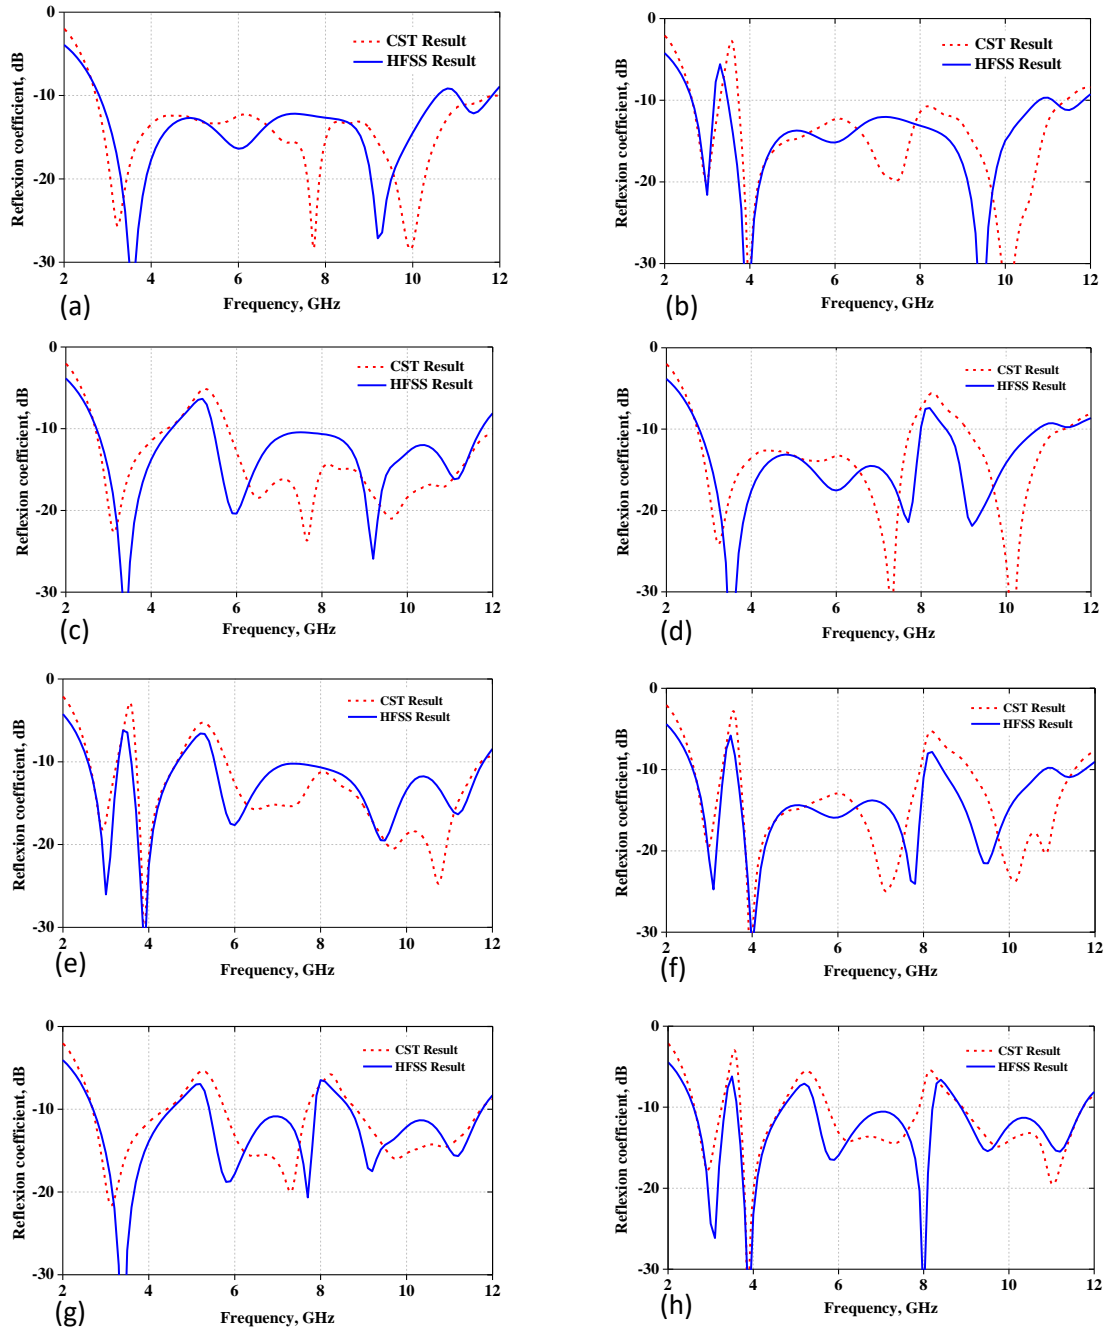 0
-10
-20
-30
Reflexion coefficient, dB
CST Result
HFSS Result
2 4 6 8 10 12
Frequency, GHz
(a)
0
-10
-20
-30
Reflexion coefficient, dB
CST Result
HFSS Result
2 4 6 8 10 12
Frequency, GHz
(b)
0
-10
-20
-30
Reflexion coefficient, dB
CST Result
HFSS Result
2 4 6 8 10 12
Frequency, GHz
(c)
0
-10
-20
-30
Reflexion coefficient, dB
CST Result
HFSS Result
2 4 6 8 10 12
Frequency, GHz
(d)
0
-10
-20
-30
Reflexion coefficient, dB
CST Result
HFSS Result
2 4 6 8 10 12
Frequency, GHz
(e)
0
-10
-20
-30
Reflexion coefficient, dB
CST Result
HFSS Result
2 4 6 8 10 12
Frequency, GHz
(f)
0
-10
-20
-30
Reflexion coefficient, dB
CST Result
HFSS Result
2 4 6 8 10 12
Frequency, GHz
(g)
0
-10
-20
-30
Reflexion coefficient, dB
CST Result
HFSS Result
2 4 6 8 10 12
Frequency, GHz
(h)